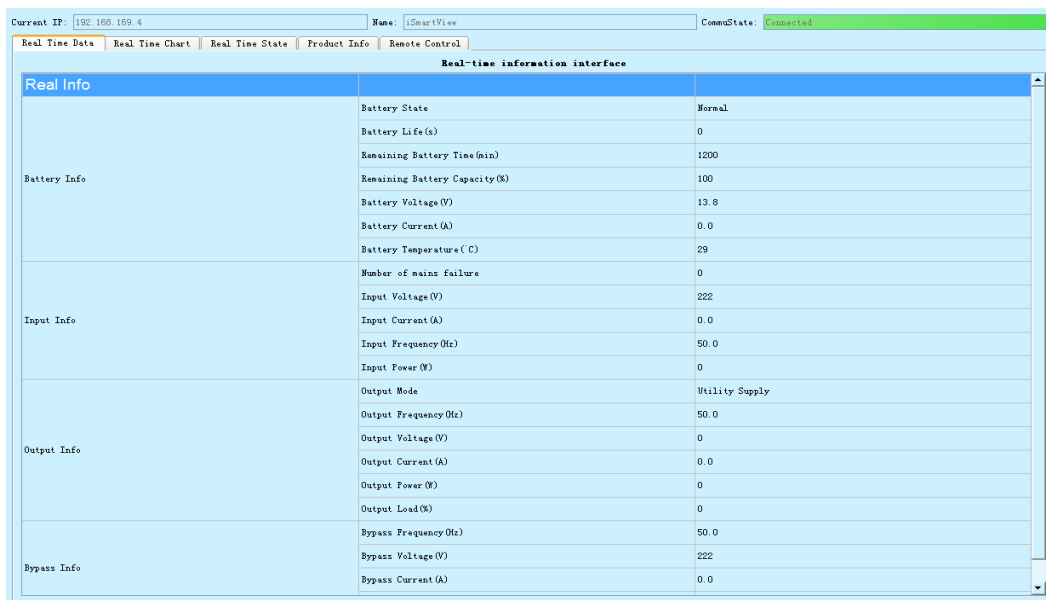 Current IP: 192.168.169.4 Name: iSmartView CommuState: Connected
Real Time Data Real Time Chart Real Time State Product Info Remote Control
Real-time information interface
Real Info
Battery Info
Battery State Normal
Battery Life(s) 0
Remaining Battery Time(min) 1200
Remaining Battery Capacity(%) 100
Battery Voltage(V) 13.8
Battery Current(A) 0.0
Battery Temperature(°C) 29
Input Info
Number of mains failure 0
Input Voltage(V) 222
Input Current(A) 0.0
Input Frequency(Hz) 50.0
Input Power(W) 0
Output Info
Output Mode Utility Supply
Output Frequency(Hz) 50.0
Output Voltage(V) 0
Output Current(A) 0.0
Output Power(W) 0
Output Load(%) 0
Bypass Info
Bypass Frequency(Hz) 50.0
Bypass Voltage(V) 222
Bypass Current(A) 0.0